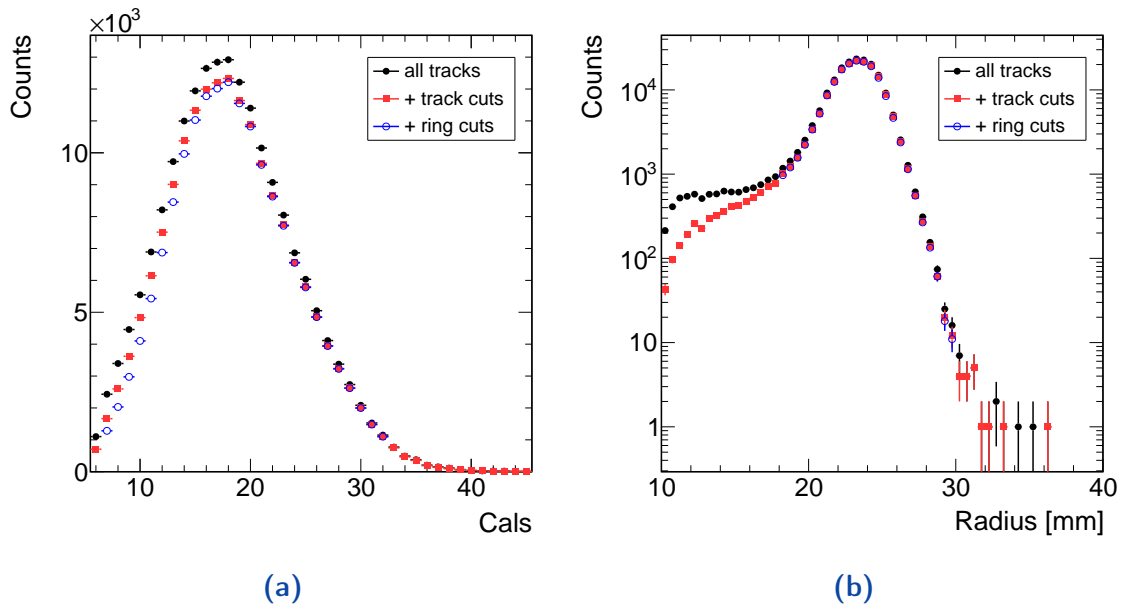 ×10³
Counts
all tracks
+ track cuts
+ ring cuts
10
5
0
10
20
30
40
Cals
(a)
Counts
all tracks
+ track cuts
+ ring cuts
10⁴
10³
10²
10
1
10
20
30
40
Radius [mm]
(b)